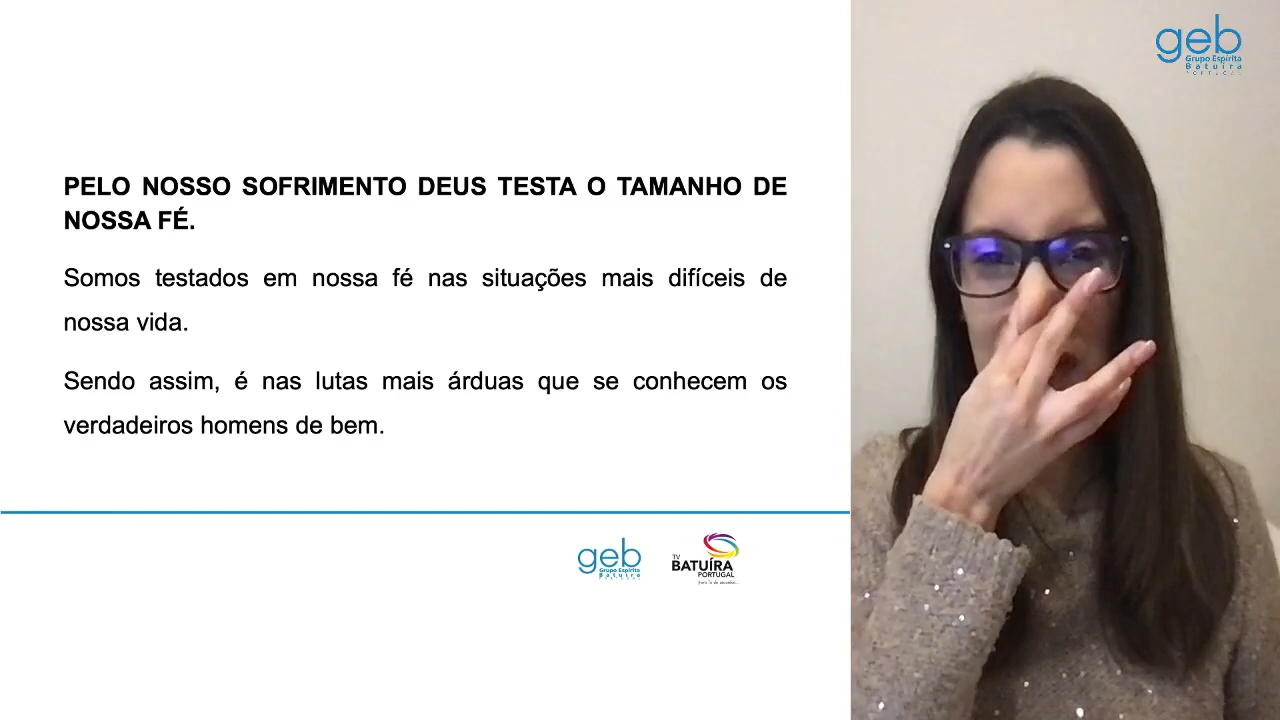 PELO NOSSO SOFRIMENTO DEUS TESTA O TAMANHO DE
NOSSA FÉ.
Somos testados em nossa fé nas situações mais difíceis de
nossa vida.
Sendo assim, é nas lutas mais árduas que se conhecem os
verdadeiros homens de bem.
geb
Grupo Espírita
Batuíra
PORTUGAL
geb
Grupo Espírita
Batuíra
TV
BATUÍRA
PORTUGAL